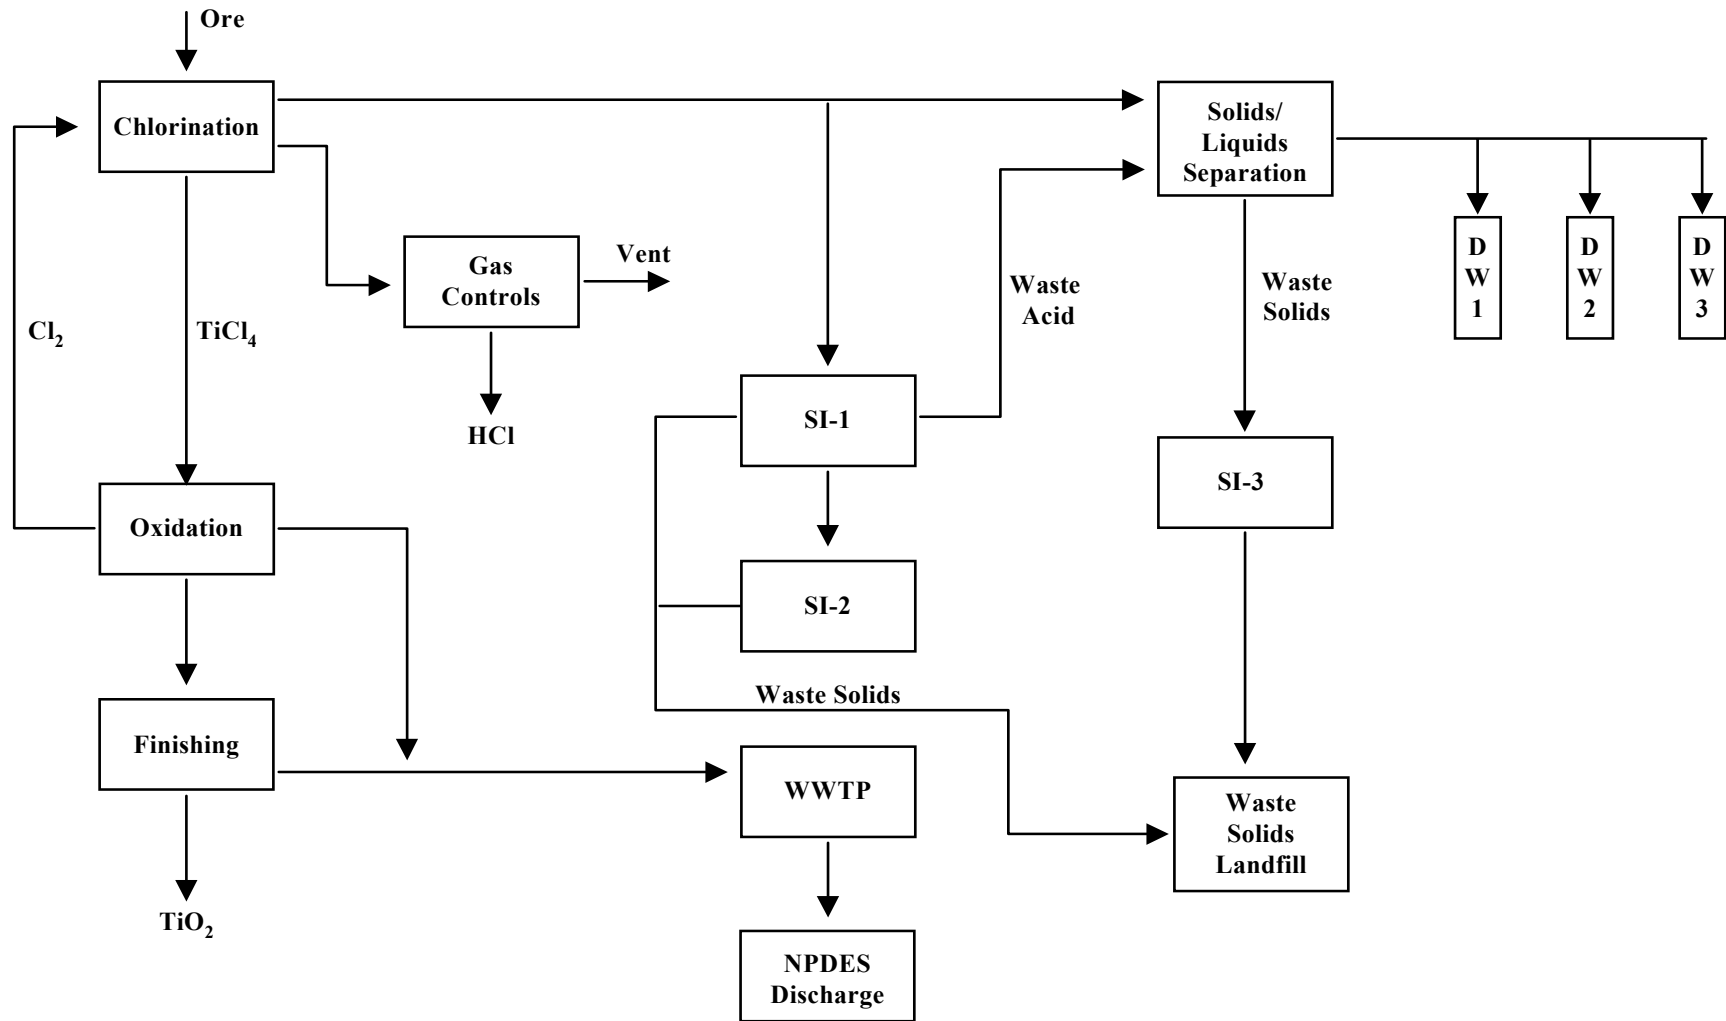 Ore
Chlorination
Solids/
Liquids
Separation
D
W
1
D
W
2
D
W
3
Gas
Controls
Vent
Waste
Acid
Waste
Solids
Cl₂
TiCl₄
HCl
SI-1
SI-3
Oxidation
SI-2
Waste Solids
Finishing
WWTP
Waste
Solids
Landfill
TiO₂
NPDES
Discharge